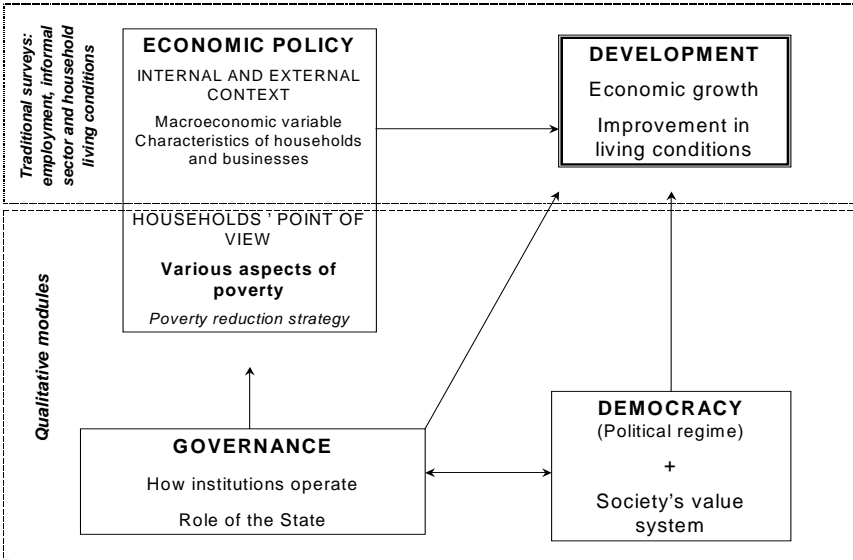 Traditional surveys:
employment, informal
sector and household
living conditions
ECONOMIC POLICY
INTERNAL AND EXTERNAL
CONTEXT
Macroeconomic variable
Characteristics of households
and businesses
HOUSEHOLDS ’ POINT OF
VIEW
Various aspects of
poverty
Poverty reduction strategy
DEVELOPMENT
Economic growth
Improvement in
living conditions
Qualitative modules
GOVERNANCE
How institutions operate
Role of the State
DEMOCRACY
(Political regime)
+
Society’s value
system